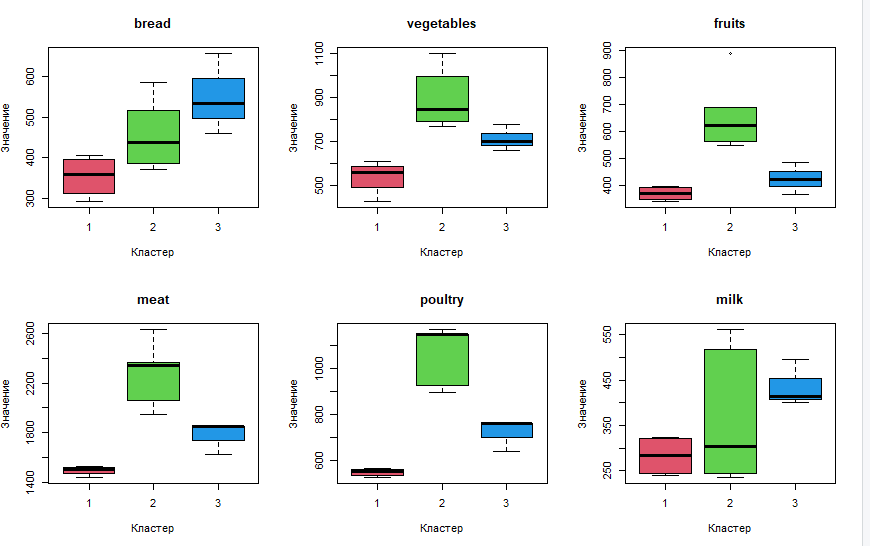 bread
vegetables
fruits
Значение
600
500
400
300
1 2 3
Кластер
Значение
1100
900
700
500
1 2 3
Кластер
Значение
900
800
700
600
500
400
1 2 3
Кластер
meat
poultry
milk
Значение
2600
2200
1800
1400
1 2 3
Кластер
Значение
1000
800
600
1 2 3
Кластер
Значение
550
450
350
250
1 2 3
Кластер